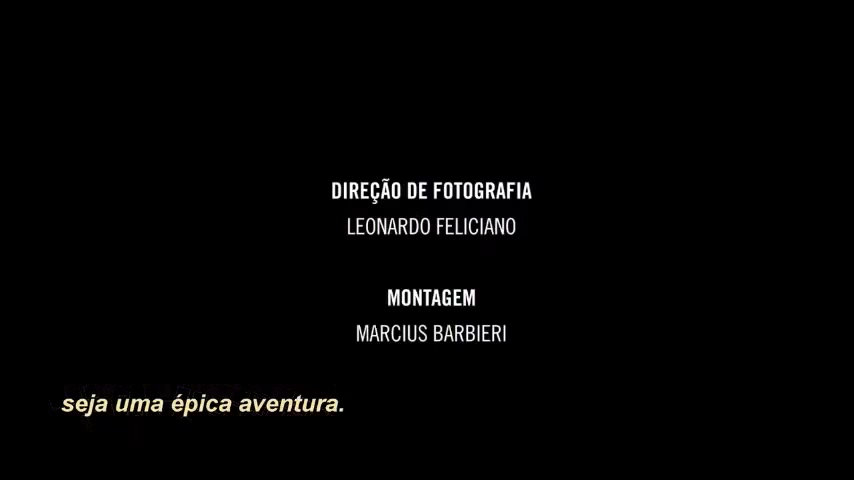 DIREÇÃO DE FOTOGRAFIA
LEONARDO FELICIANO
MONTAGEM
MARCIUS BARBIERI
seja uma épica aventura.